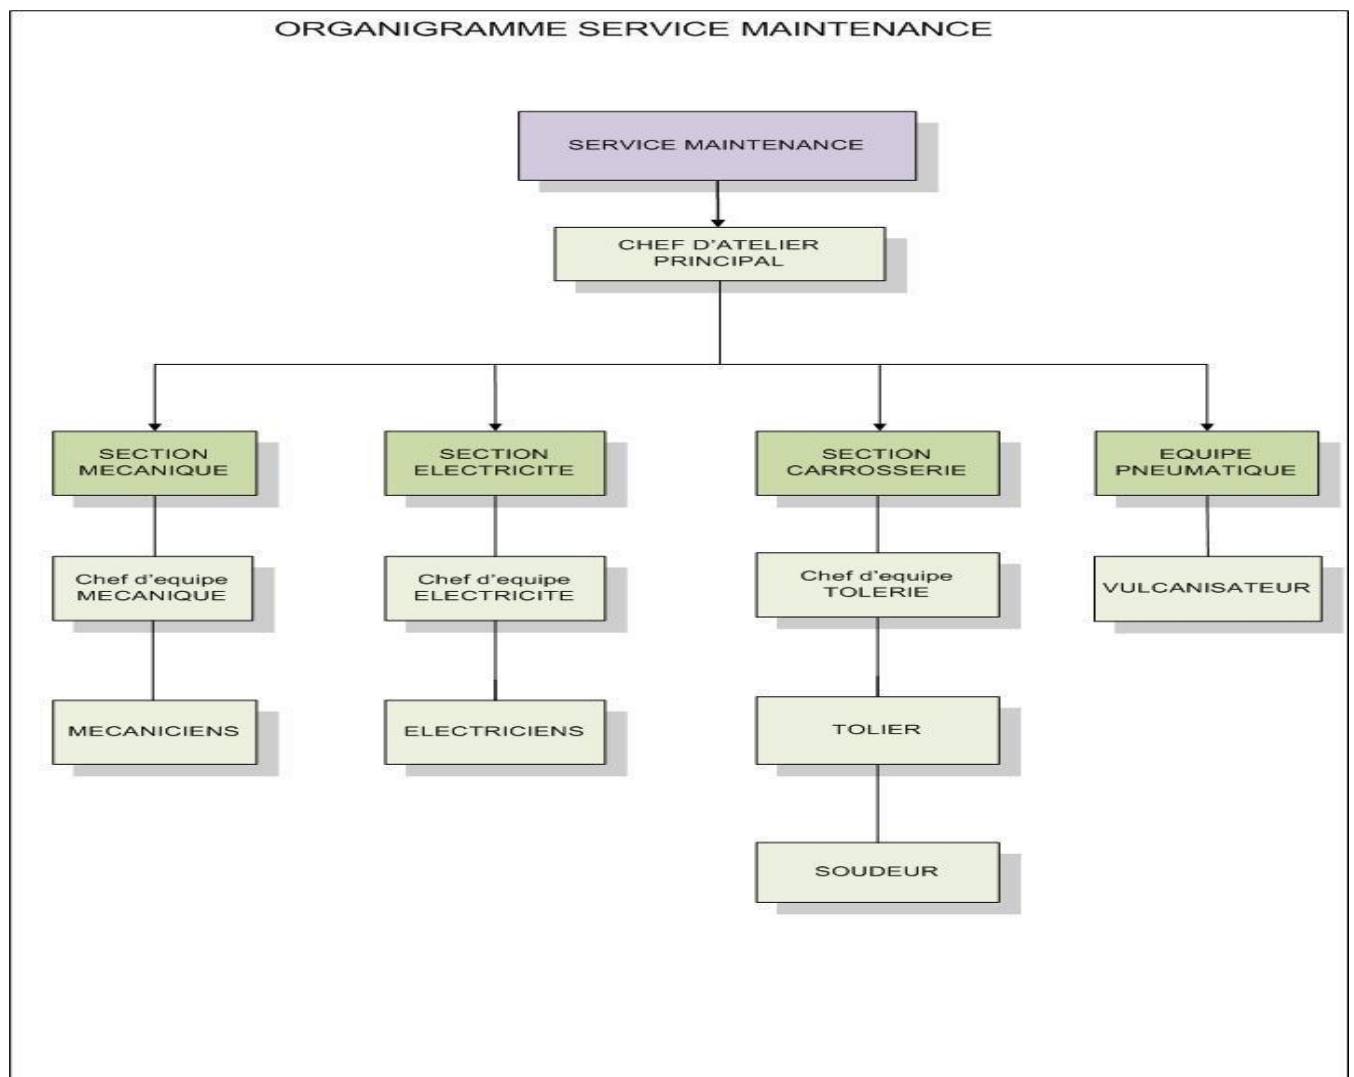 ORGANIGRAMME SERVICE MAINTENANCE
SERVICE MAINTENANCE
CHEF D'ATELIER
PRINCIPAL
SECTION
MECANIQUE
SECTION
ELECTRICITE
SECTION
CARROSSERIE
EQUIPE
PNEUMATIQUE
Chef d'equipe
MECANIQUE
Chef d'equipe
ELECTRICITE
Chef d'equipe
TOLERIE
VULCANISATEUR
MECANICIENS
ELECTRICIENS
TOLIER
SOUDEUR